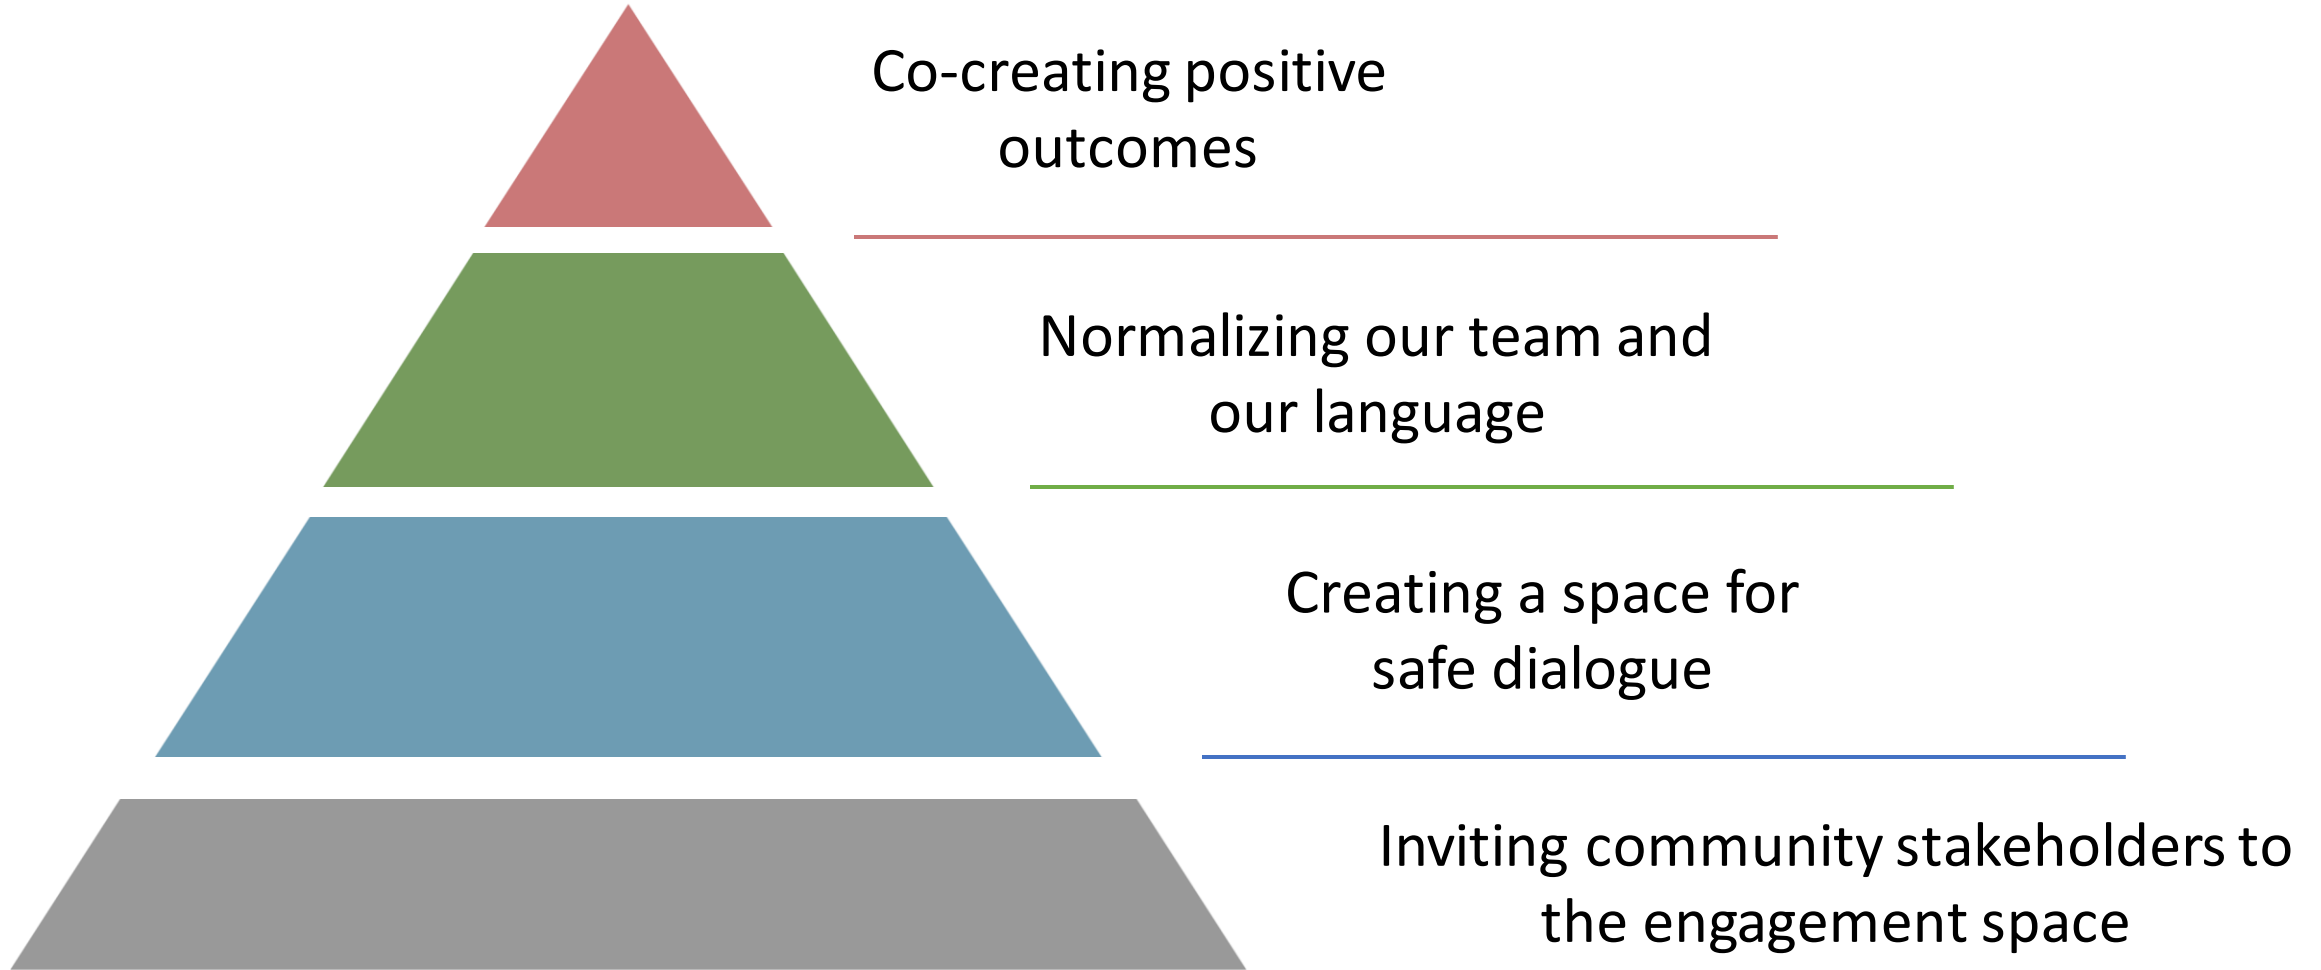 Co-creating positive
outcomes
Normalizing our team and
our language
Creating a space for
safe dialogue
Inviting community stakeholders to
the engagement space